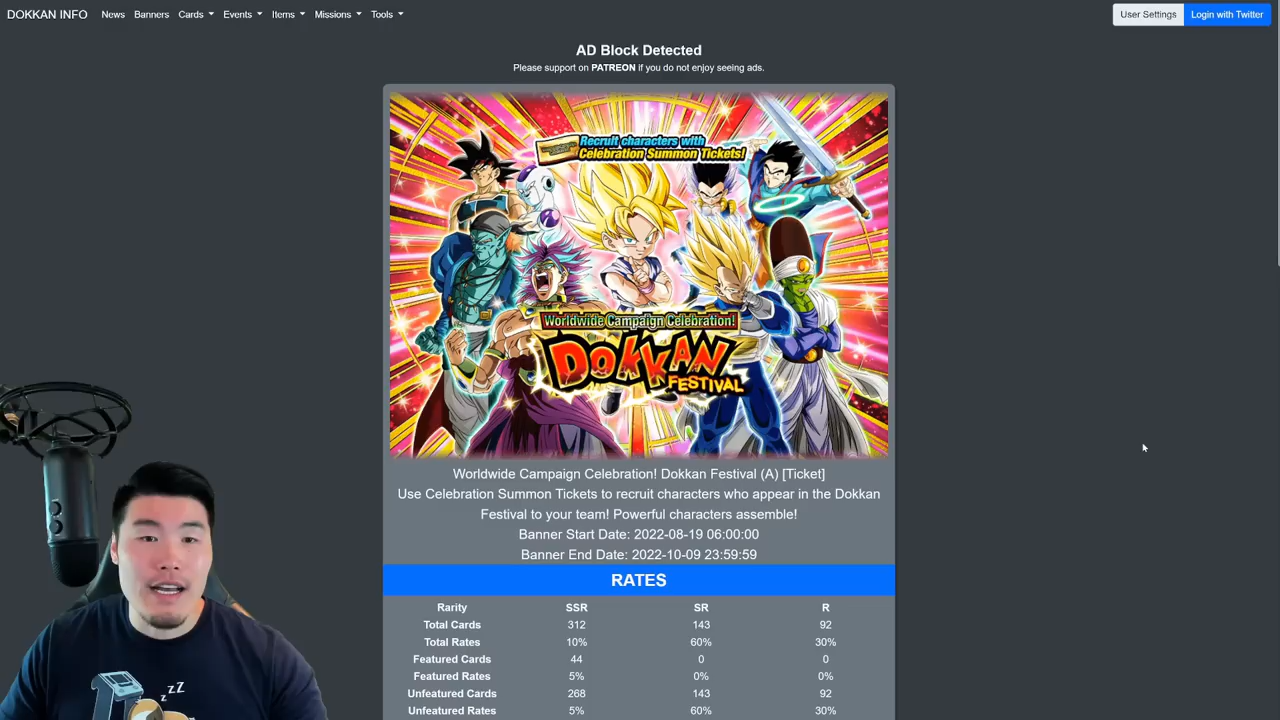 DOKKAN INFO News Banners Cards Events Items Missions Tools User Settings Login with Twitter
AD Block Detected
Please support on PATREON if you do not enjoy seeing ads.
Recruit characters with
Celebration Summon Tickets!
Worldwide Campaign Celebration!
DOKKAN
FESTIVAL
Worldwide Campaign Celebration! Dokkan Festival (A) [Ticket]
Use Celebration Summon Tickets to recruit characters who appear in the Dokkan
Festival to your team! Powerful characters assemble!
Banner Start Date: 2022-08-19 06:00:00
Banner End Date: 2022-10-09 23:59:59
RATES
Rarity SSR SR R
Total Cards 312 143 92
Total Rates 10% 60% 30%
Featured Cards 44 0 0
Featured Rates 5% 0% 0%
Unfeatured Cards 268 143 92
Unfeatured Rates 5% 60% 30%
z z Z